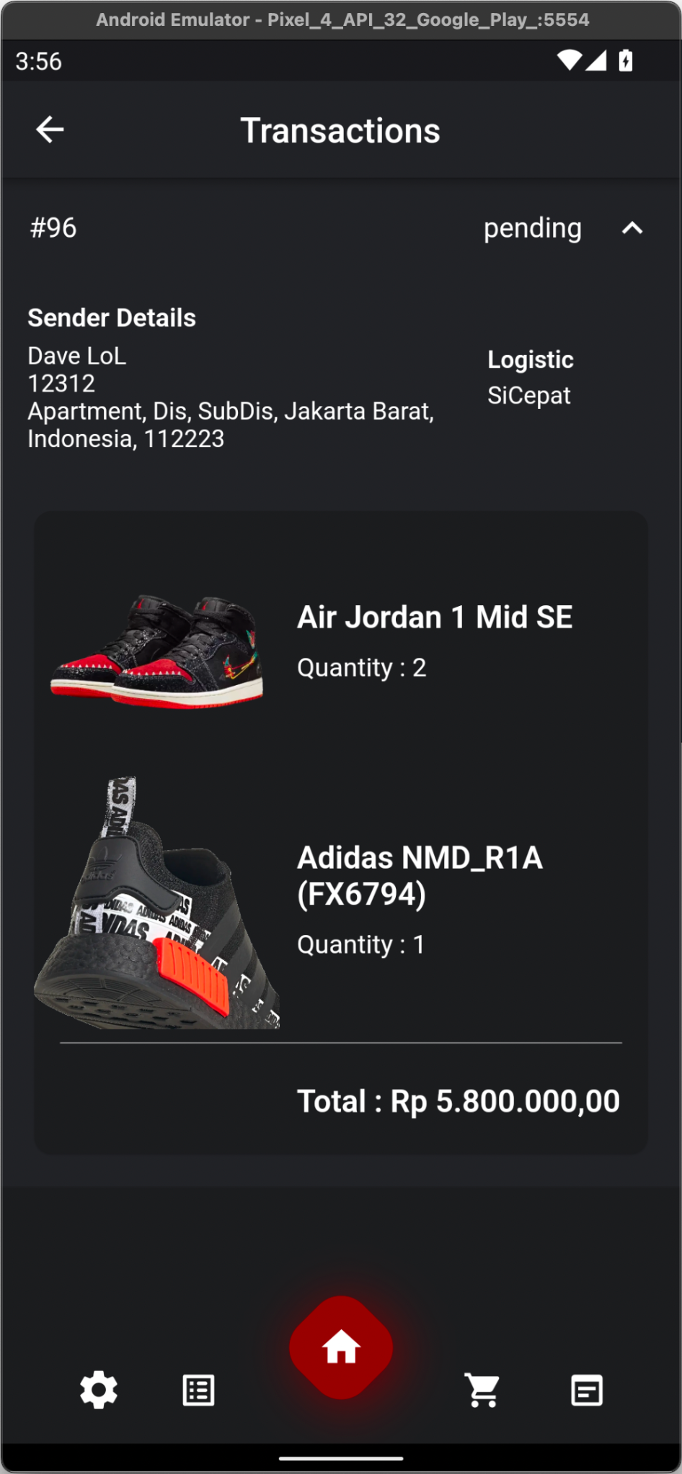 Android Emulator - Pixel_4_API_32_Google_Play_:5554
3:56
Transactions
#96
pending
Sender Details
Dave LoL
12312
Apartment, Dis, SubDis, Jakarta Barat,
Indonesia, 112223
Logistic
SiCepat
Air Jordan 1 Mid SE
Quantity : 2
Adidas NMD_R1A
(FX6794)
Quantity : 1
Total : Rp 5.800.000,00